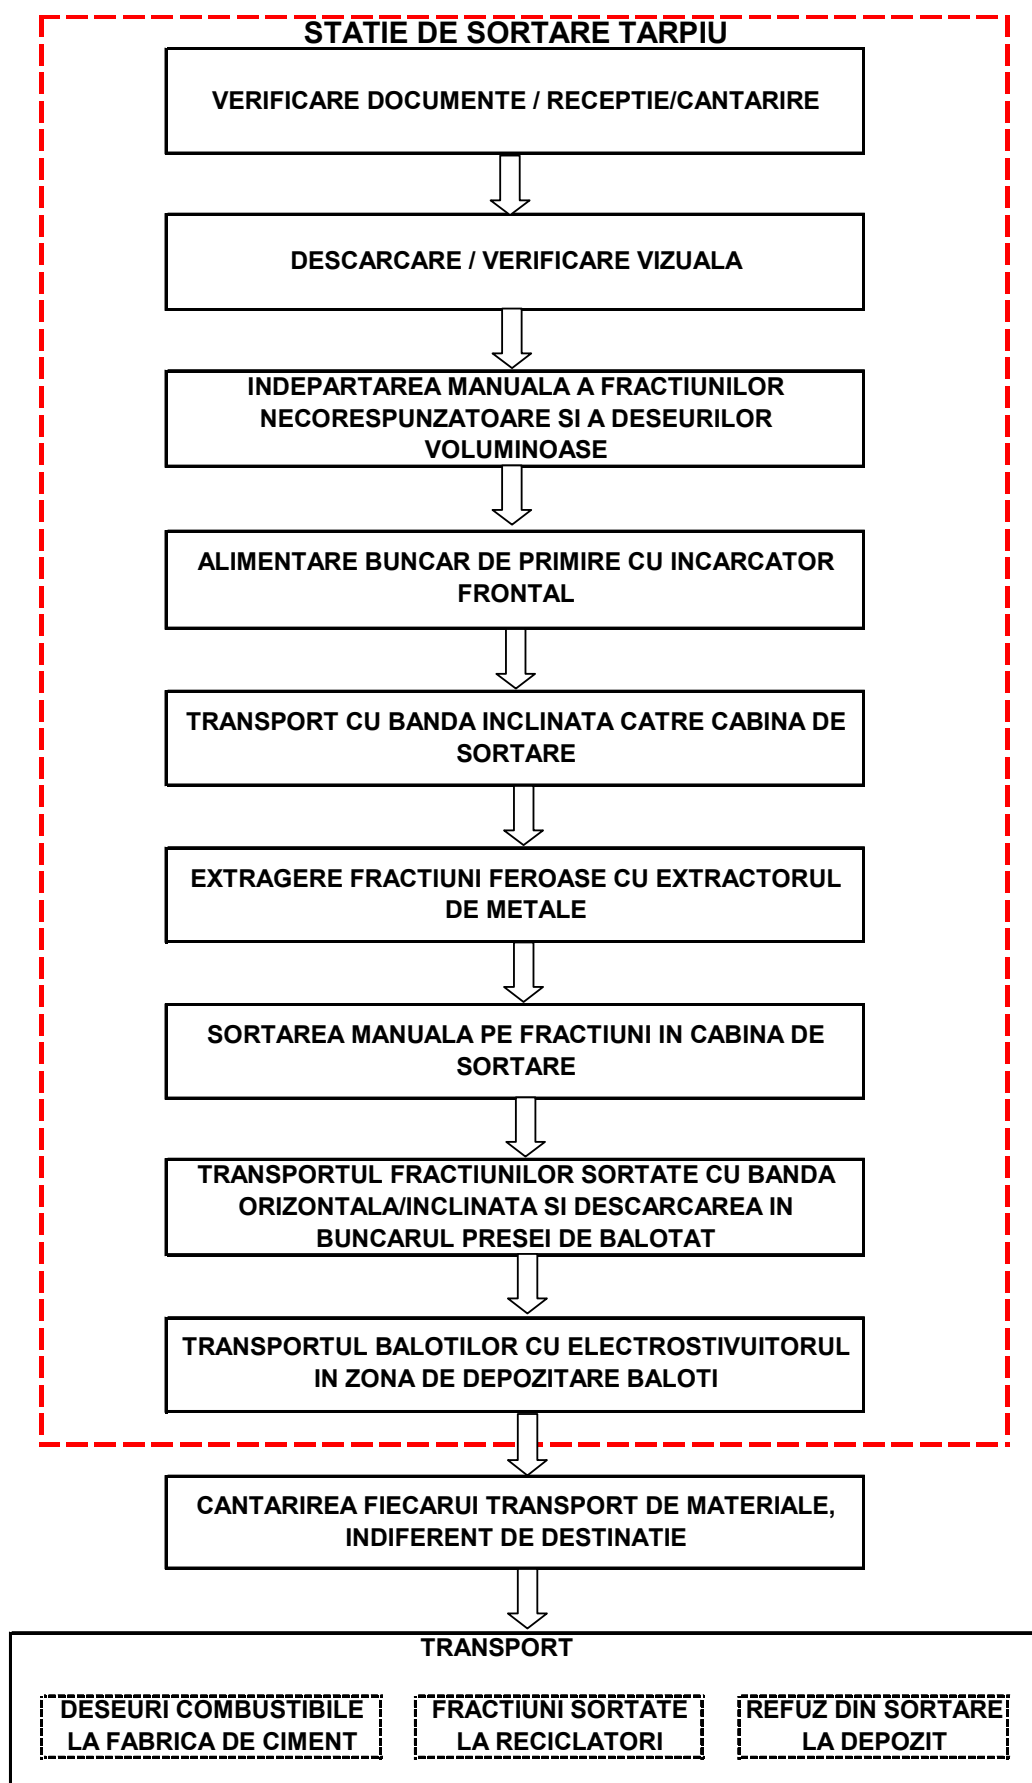 STATIE DE SORTARE TARPIU
VERIFICARE DOCUMENTE / RECEPTIE/CANTARIRE
DESCARCARE / VERIFICARE VIZUALA
INDEPARTAREA MANUALA A FRACTIUNILOR
NECORESPUNZATOARE SI A DESEURILOR
VOLUMINOASE
ALIMENTARE BUNCAR DE PRIMIRE CU INCARCATOR
FRONTAL
TRANSPORT CU BANDA INCLINATA CATRE CABINA DE
SORTARE
EXTRAGERE FRACTIUNI FEROASE CU EXTRACTORUL
DE METALE
SORTAREA MANUALA PE FRACTIUNI IN CABINA DE
SORTARE
TRANSPORTUL FRACTIUNILOR SORTATE CU BANDA
ORIZONTALA/INCLINATA SI DESCARCAREA IN
BUNCARUL PRESEI DE BALOTAT
TRANSPORTUL BALOTILOR CU ELECTROSTIVUITORUL
IN ZONA DE DEPOZITARE BALOTI
CANTARIREA FIECARUI TRANSPORT DE MATERIALE,
INDIFERENT DE DESTINATIE
TRANSPORT
DESEURI COMBUSTIBILE
LA FABRICA DE CIMENT
FRACTIUNI SORTATE
LA RECICLATORI
REFUZ DIN SORTARE
LA DEPOZIT